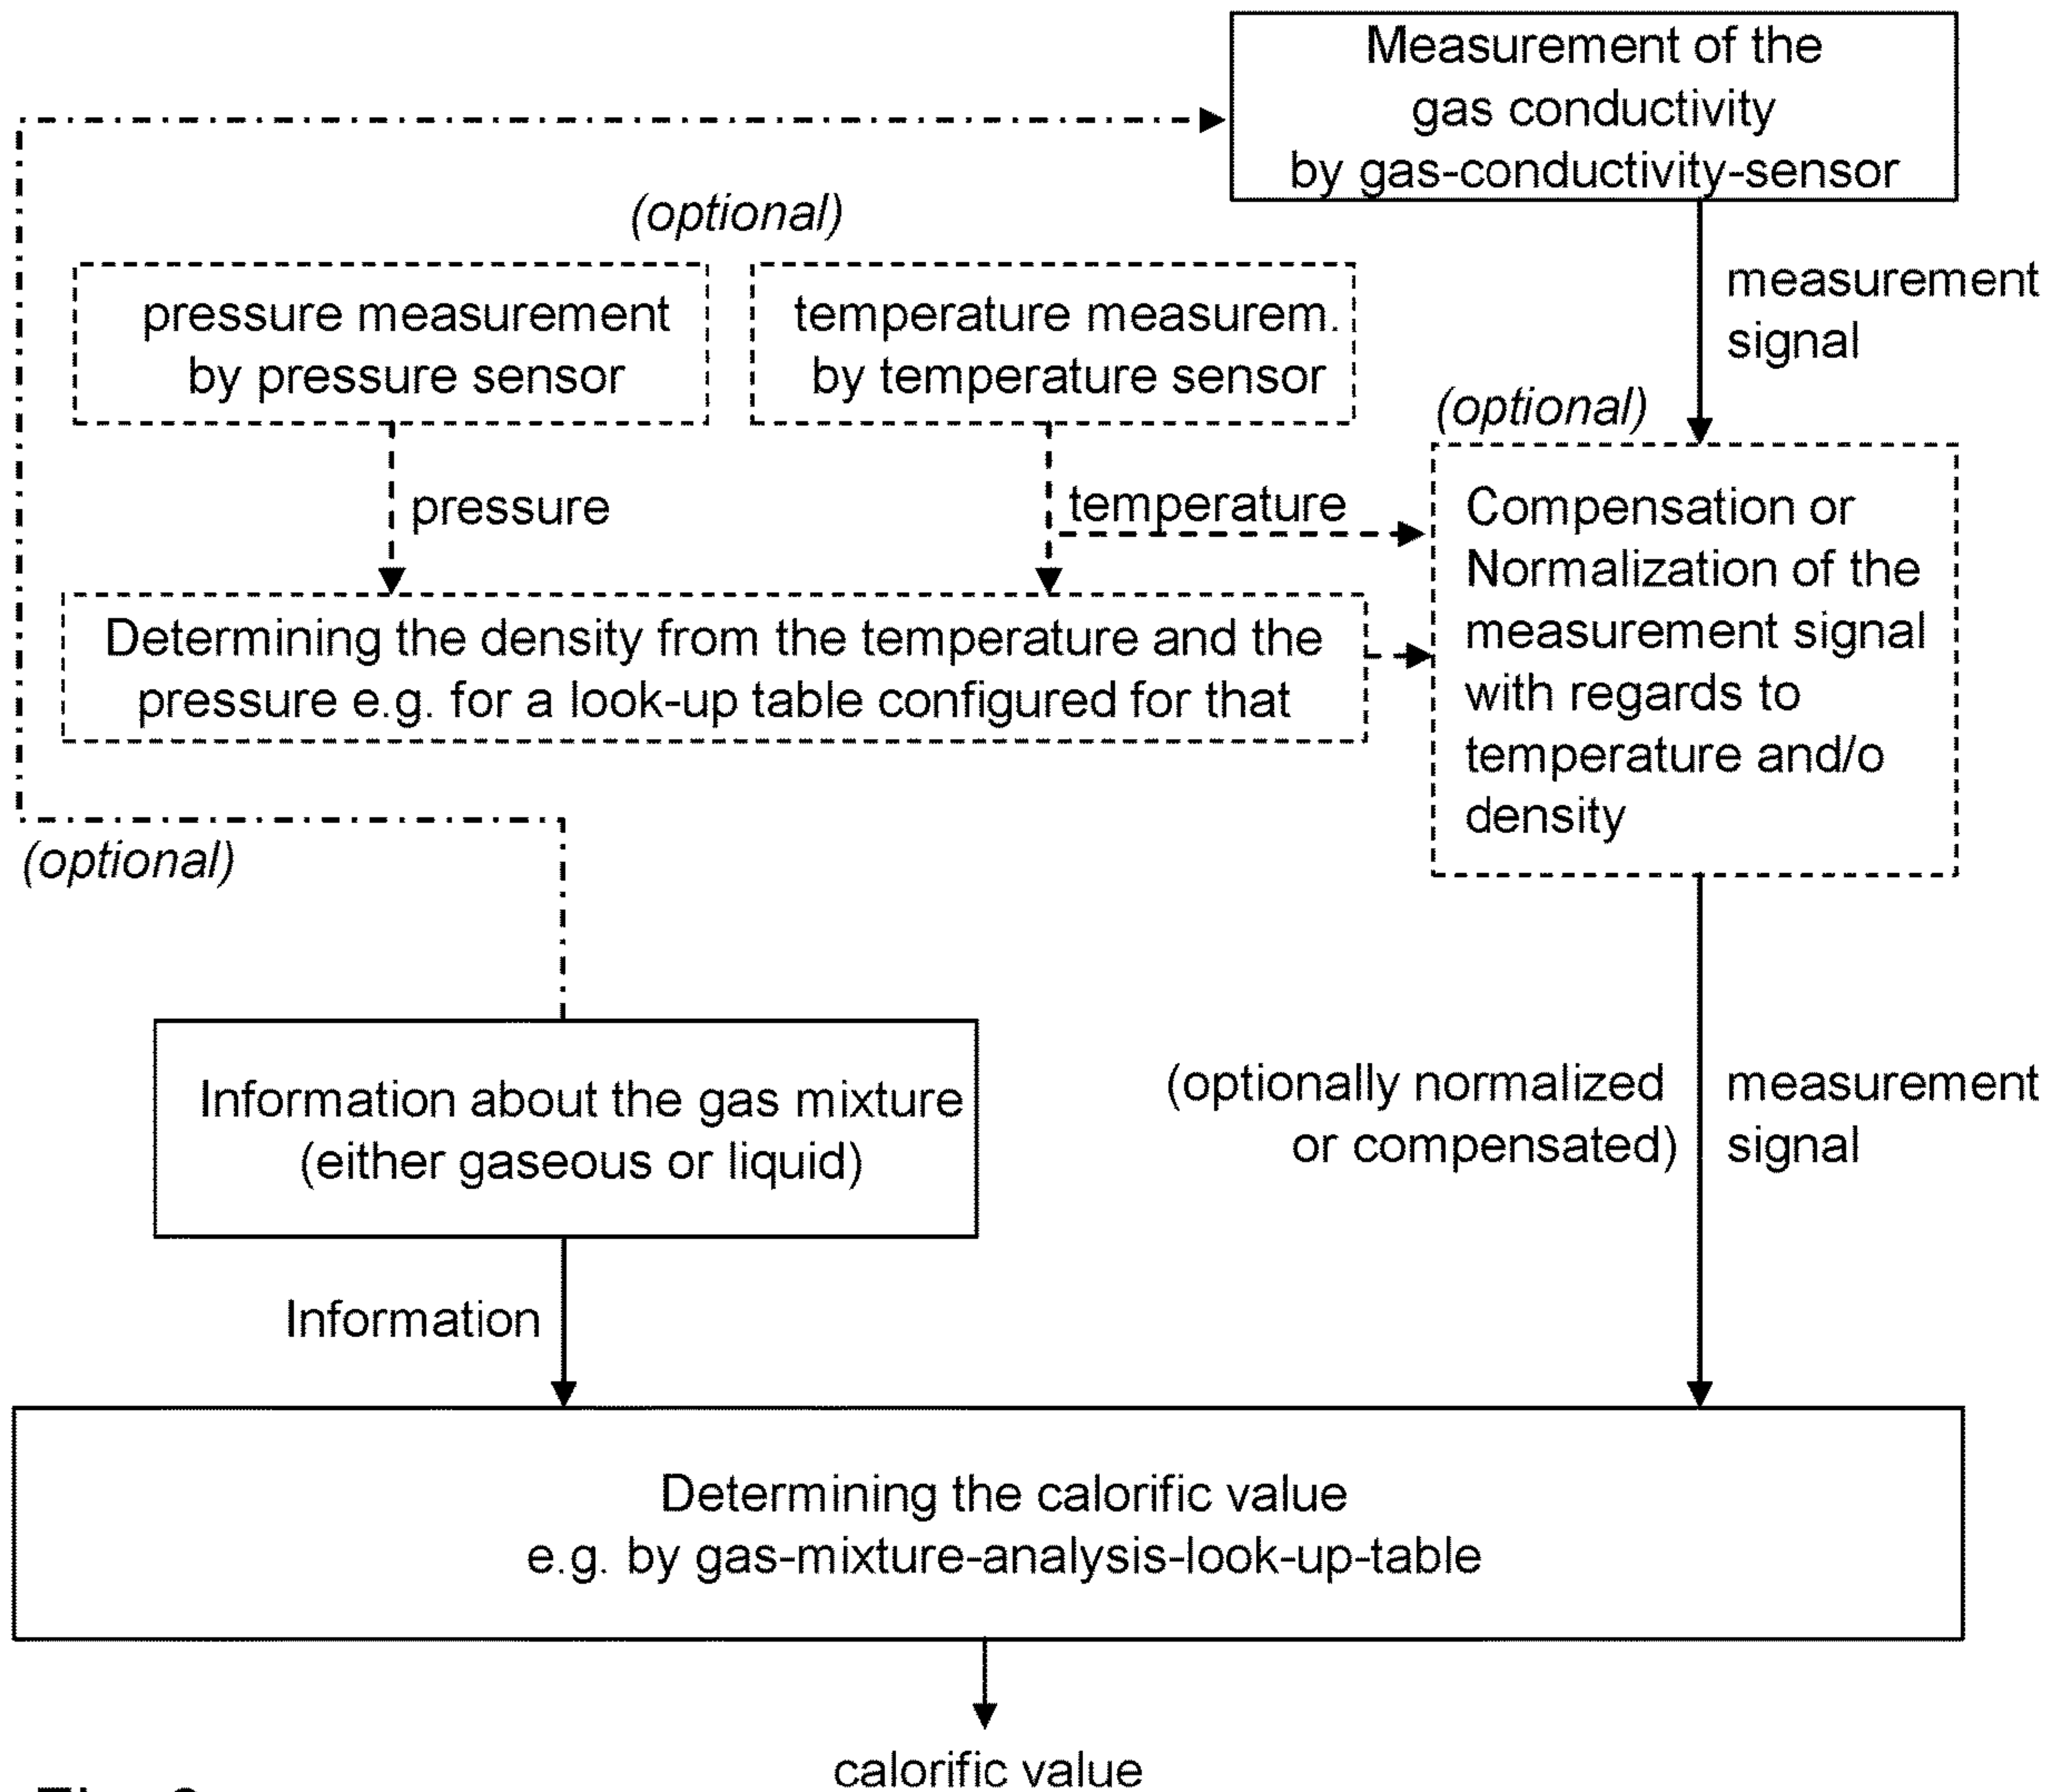 Measurement of the
gas conductivity
by gas-conductivity-sensor
(optional)
measurement
signal
pressure measurement
by pressure sensor
temperature measurem.
by temperature sensor
(optional)
pressure
temperature
Compensation or
Normalization of the
measurement signal
with regards to
temperature and/o
density
Determining the density from the temperature and the
pressure e.g. for a look-up table configured for that
(optional)
Information about the gas mixture
(either gaseous or liquid)
(optionally normalized
or compensated)
measurement
signal
Information
Determining the calorific value
e.g. by gas-mixture-analysis-look-up-table
calorific value